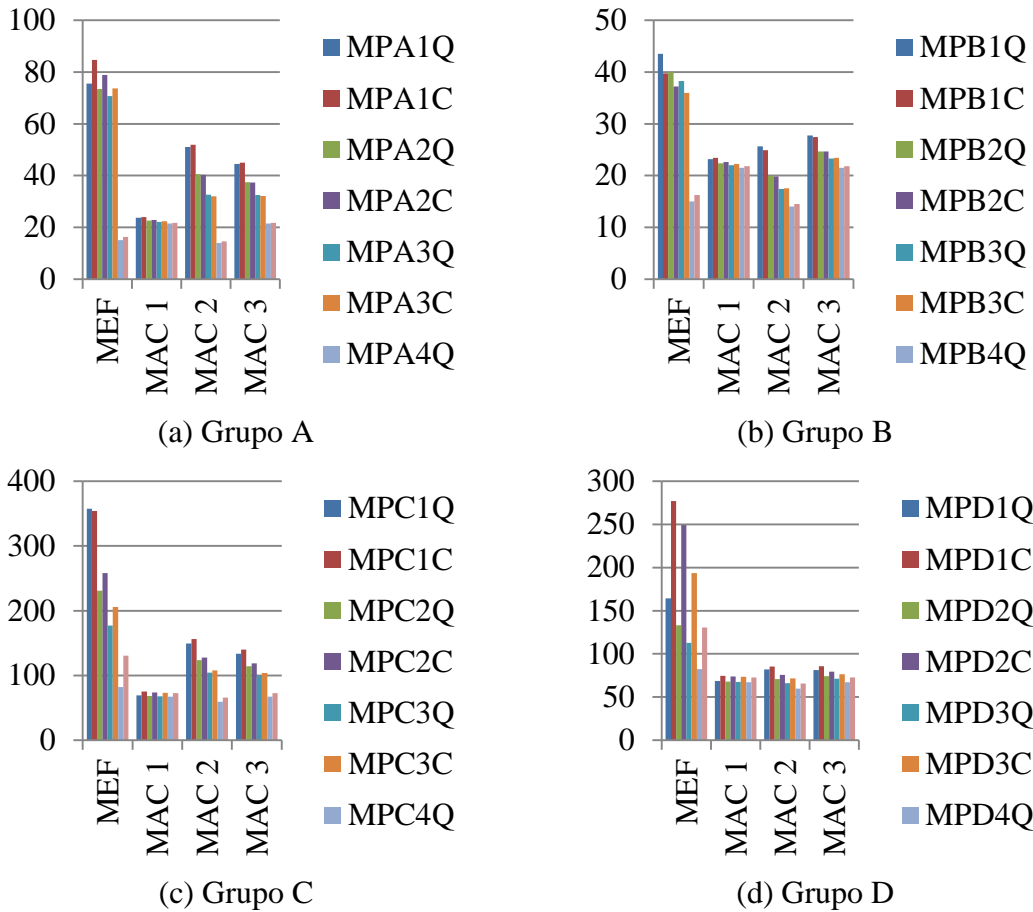 100
80
60
40
20
0
MEF
MAC 1
MAC 2
MAC 3
MPA1Q
MPA1C
MPA2Q
MPA2C
MPA3Q
MPA3C
MPA4Q
(a) Grupo A
50
40
30
20
10
0
MEF
MAC 1
MAC 2
MAC 3
MPB1Q
MPB1C
MPB2Q
MPB2C
MPB3Q
MPB3C
MPB4Q
(b) Grupo B
400
300
200
100
0
MEF
MAC 1
MAC 2
MAC 3
MPC1Q
MPC1C
MPC2Q
MPC2C
MPC3Q
MPC3C
MPC4Q
(c) Grupo C
300
250
200
150
100
50
0
MEF
MAC 1
MAC 2
MAC 3
MPD1Q
MPD1C
MPD2Q
MPD2C
MPD3Q
MPD3C
MPD4Q
(d) Grupo D